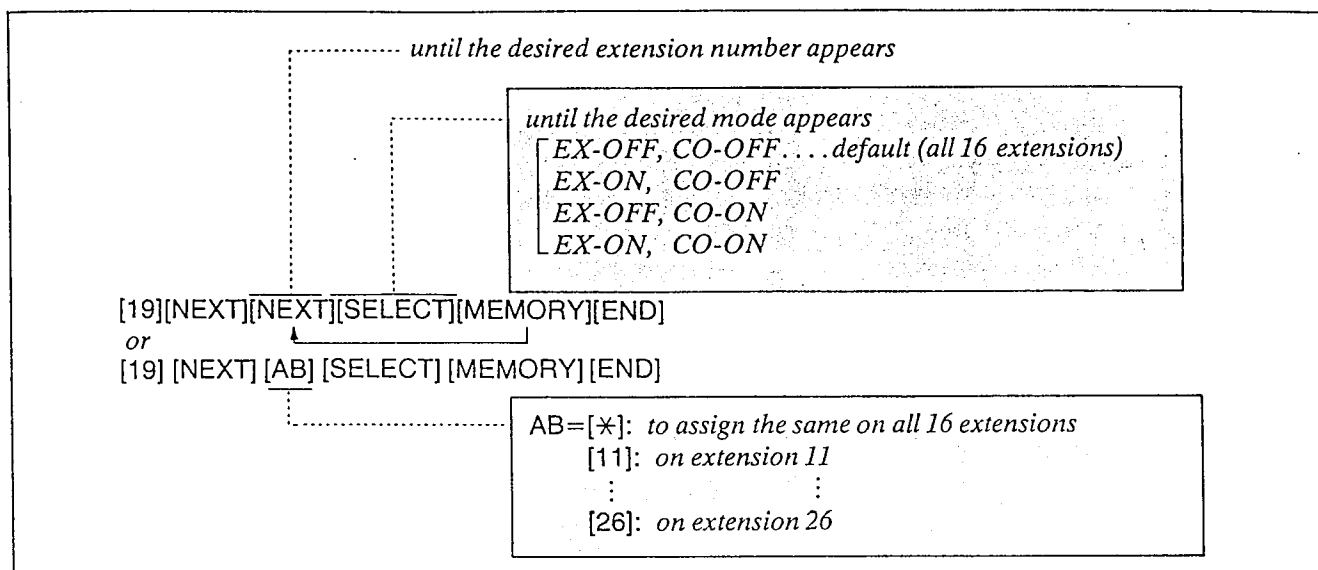 until the desired extension number appears
until the desired mode appears
EX-OFF, CO-OFF....default (all 16 extensions)
EX-ON, CO-OFF
EX-OFF, CO-ON
EX-ON, CO-ON
[19][NEXT][NEXT][SELECT][MEMORY][END]
or
[19] [NEXT] [AB] [SELECT] [MEMORY] [END]
AB=[*]: to assign the same on all 16 extensions
[11]: on extension 11
[26]: on extension 26